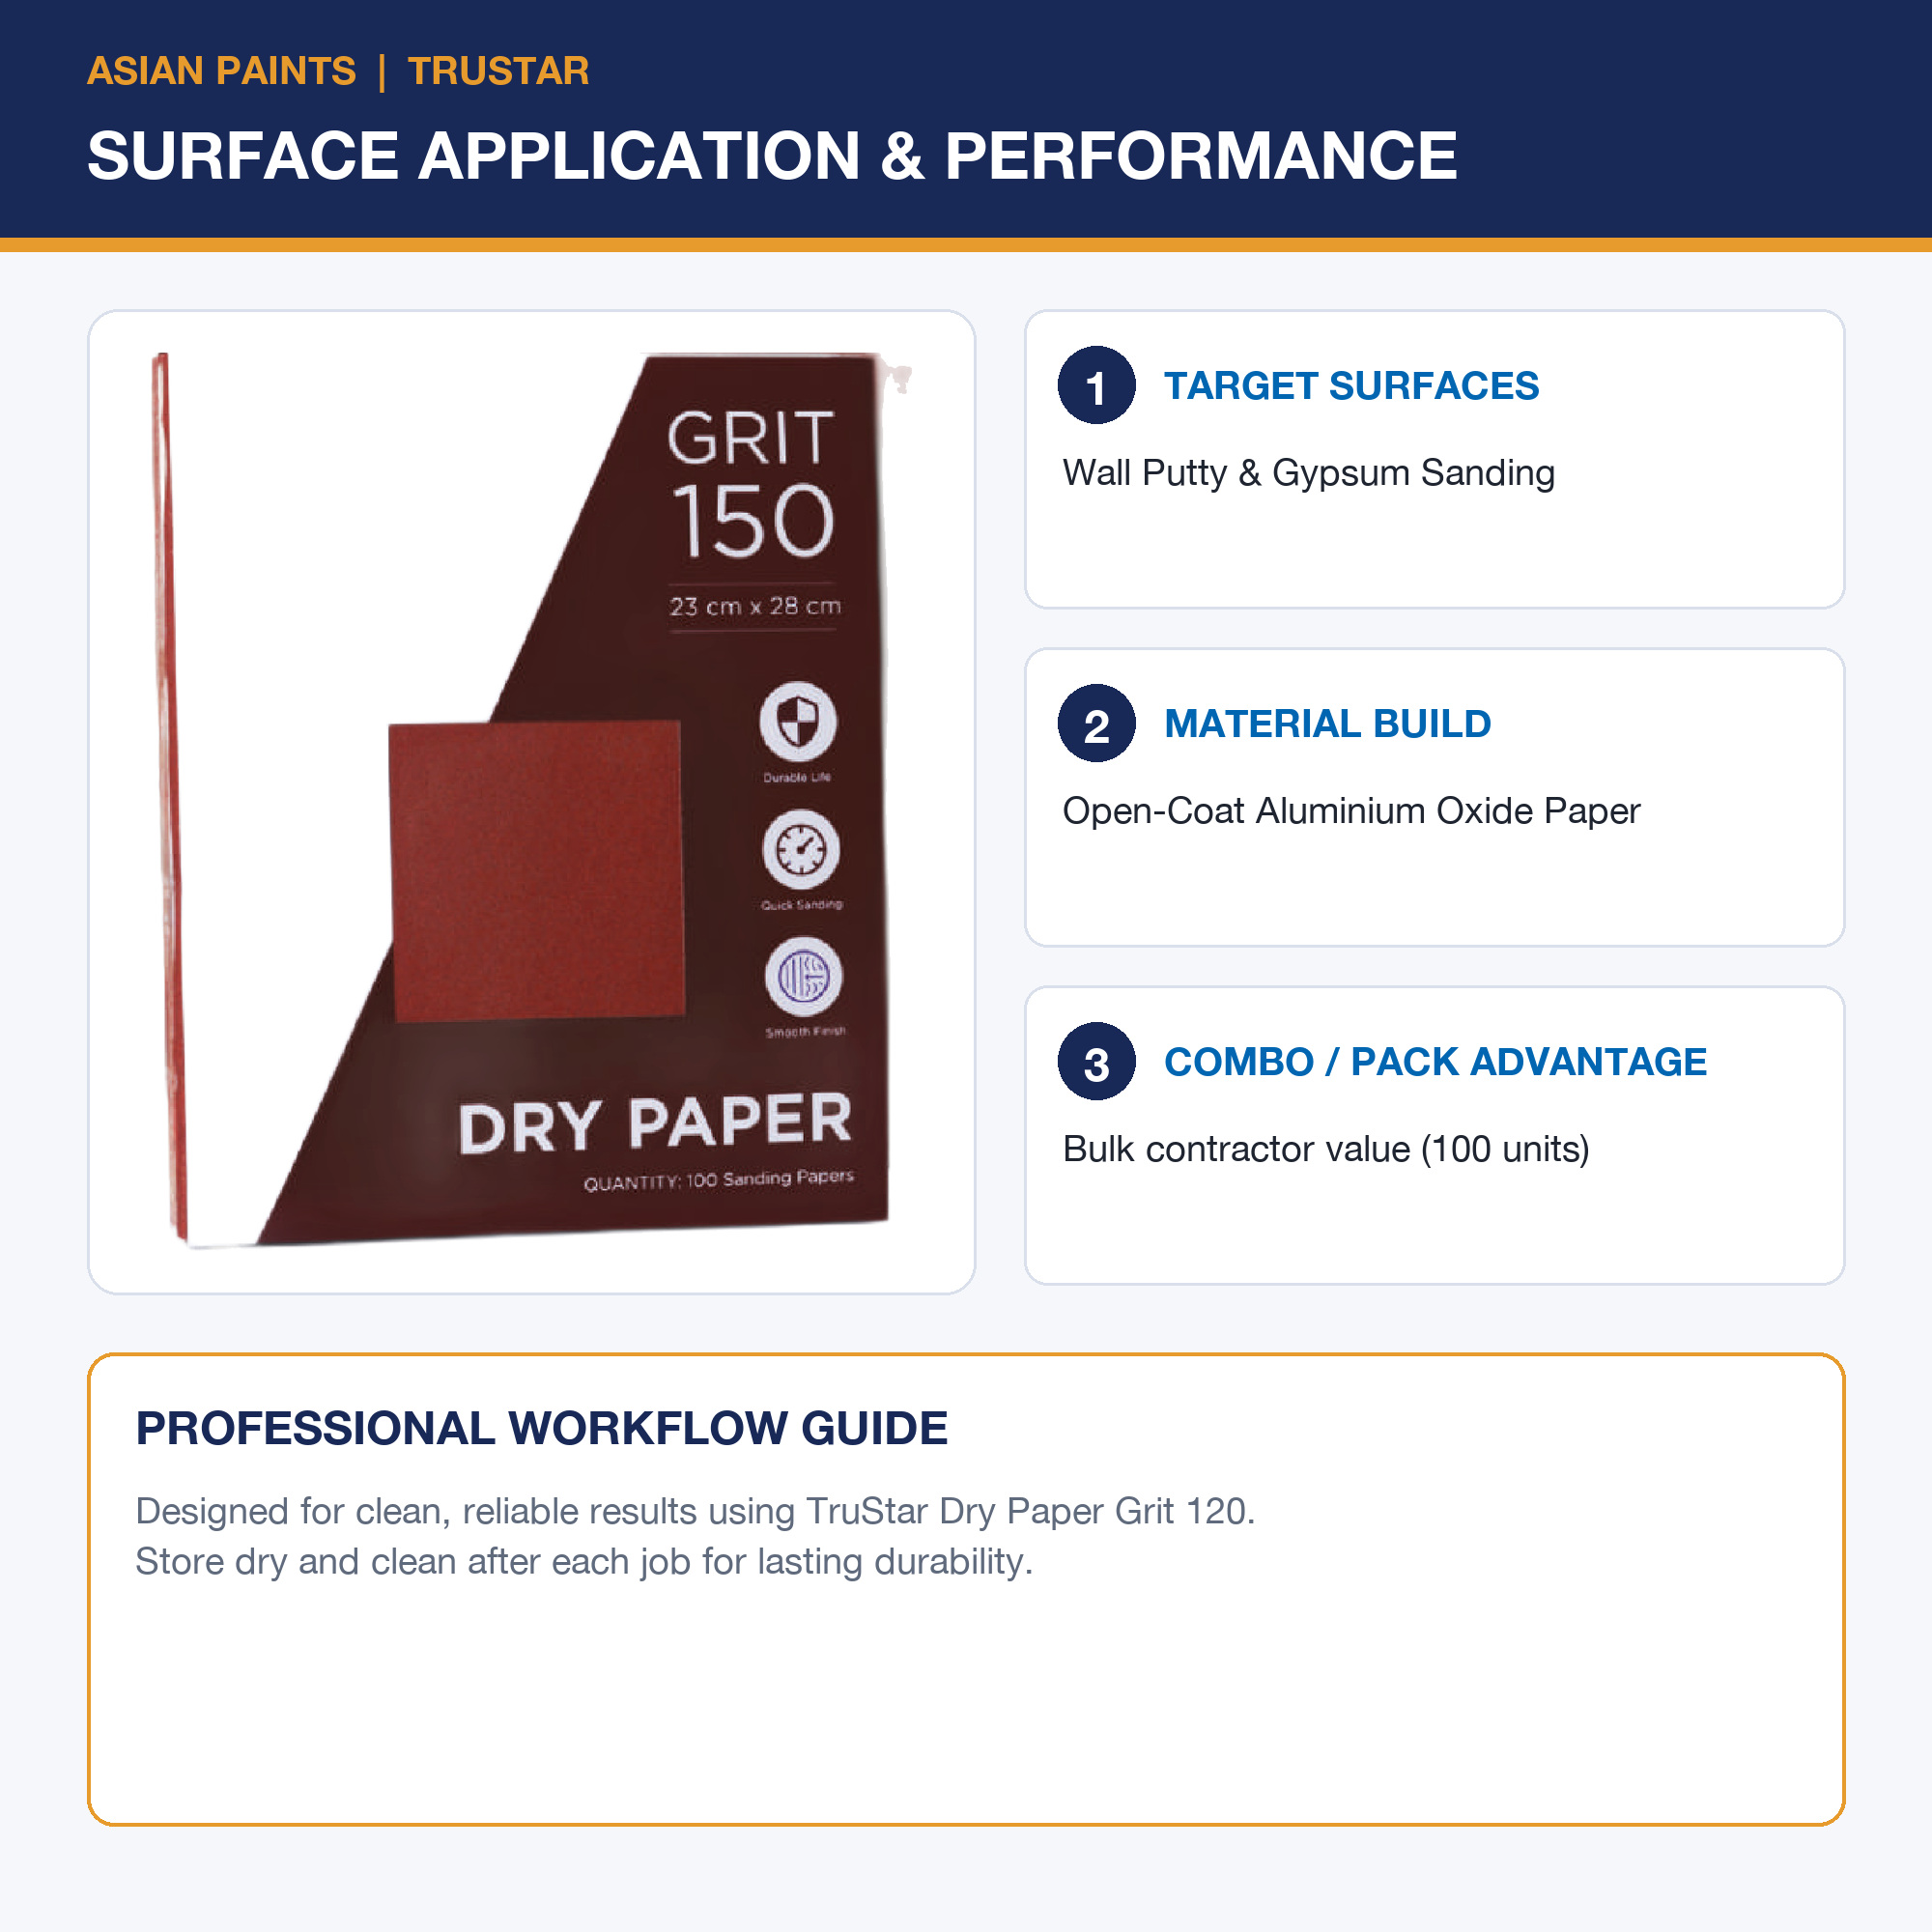 ASIAN PAINTS | TRUSTAR
SURFACE APPLICATION & PERFORMANCE
GRIT
150
23 cm x 28 cm
Durable Life
Quick Sanding
Smooth Finish
DRY PAPER
QUANTITY: 100 Sanding Papers
1 TARGET SURFACES
Wall Putty & Gypsum Sanding
2 MATERIAL BUILD
Open-Coat Aluminium Oxide Paper
3 COMBO / PACK ADVANTAGE
Bulk contractor value (100 units)
PROFESSIONAL WORKFLOW GUIDE
Designed for clean, reliable results using TruStar Dry Paper Grit 120.
Store dry and clean after each job for lasting durability.